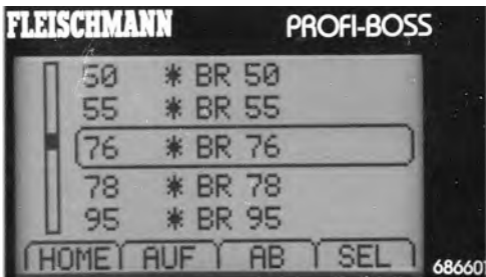 FLEISCHMANN PROFI-BOSS
50 * BR 50
55 * BR 55
76 * BR 76
78 * BR 78
95 * BR 95
HOME AUF AB SEL
686601